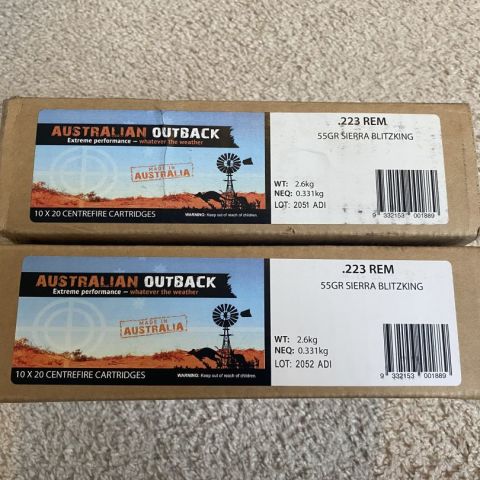 AUSTRALIAN OUTBACK
Extreme performance – whatever the weather
MADE IN
AUSTRALIA
10 X 20 CENTREFIRE CARTRIDGES
WARNING: Keep out of reach of children.
.223 REM
55GR SIERRA BLITZKING
WT: 2.6kg
NEQ: 0.331kg
LOT: 2051 ADI
9 332153 001889
AUSTRALIAN OUTBACK
Extreme performance – whatever the weather
MADE IN
AUSTRALIA
10 X 20 CENTREFIRE CARTRIDGES
WARNING: Keep out of reach of children.
.223 REM
55GR SIERRA BLITZKING
WT: 2.6kg
NEQ: 0.331kg
LOT: 2052 ADI
9 332153 001889